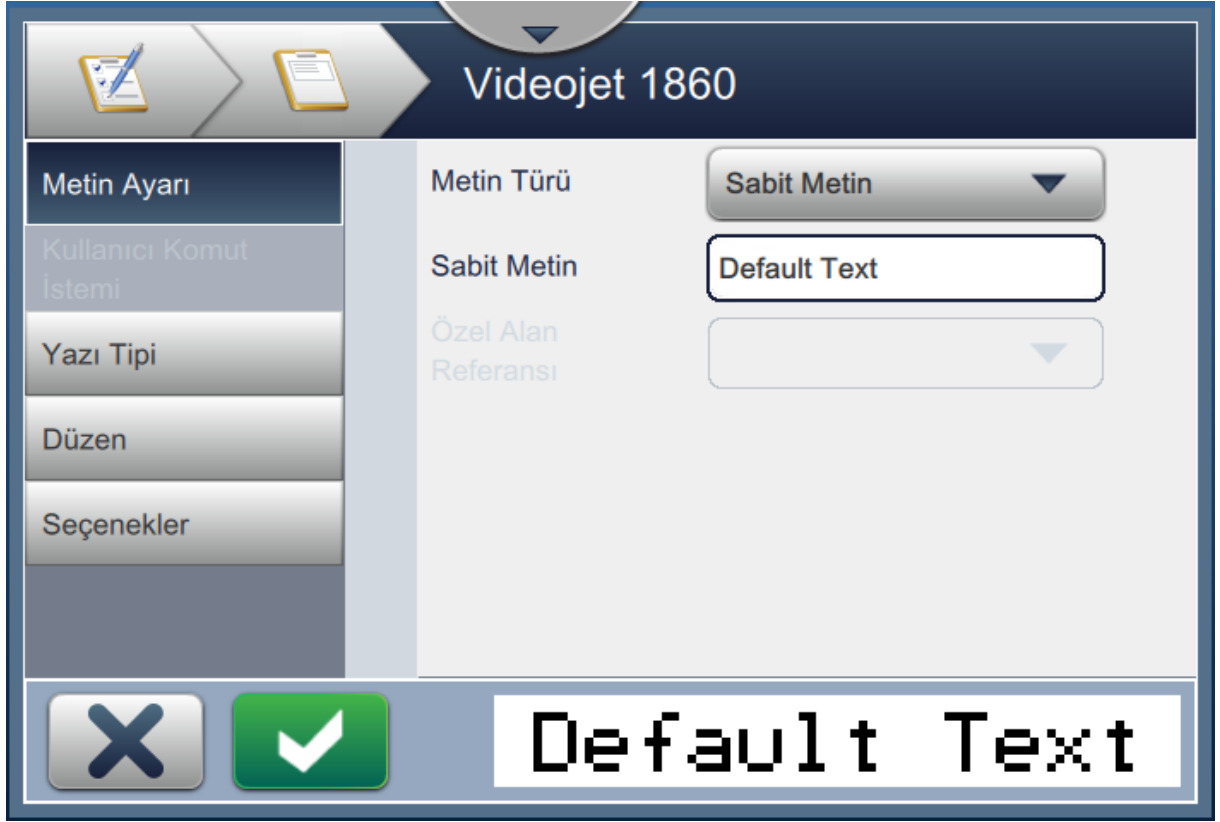 Videojet 1860
Metin Ayarı
Kullanıcı Komut
İstemi
Yazı Tipi
Düzen
Seçenekler
Metin Türü
Sabit Metin
Sabit Metin
Default Text
Özel Alan
Referansı
Default Text